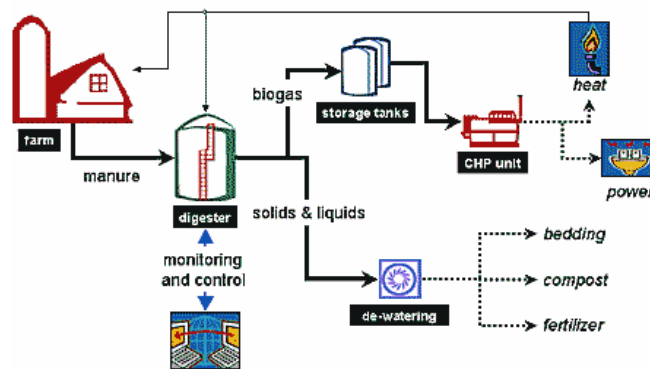 biogas
storage tanks
heat
farm
CHP unit
manure
power
digester
solids & liquids
bedding
monitoring
and control
compost
de-watering
fertilizer